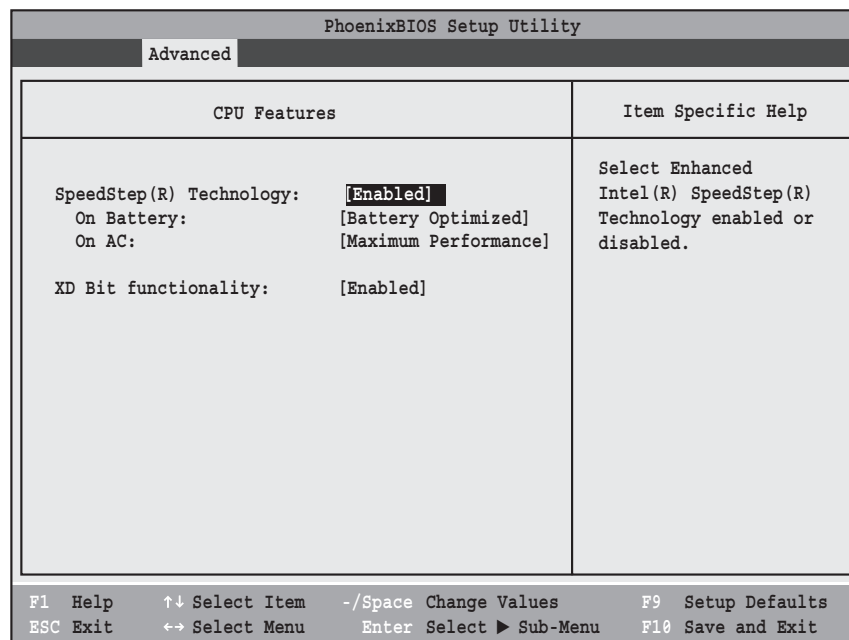 PhoenixBIOS Setup Utility
Advanced
CPU Features
SpeedStep(R) Technology: [Enabled]
On Battery: [Battery Optimized]
On AC: [Maximum Performance]
XD Bit functionality: [Enabled]
Item Specific Help
Select Enhanced
Intel(R) SpeedStep(R)
Technology enabled or
disabled.
F1 Help ↑↓ Select Item -/Space Change Values F9 Setup Defaults
ESC Exit ←→ Select Menu Enter Select ▶ Sub-Menu F10 Save and Exit